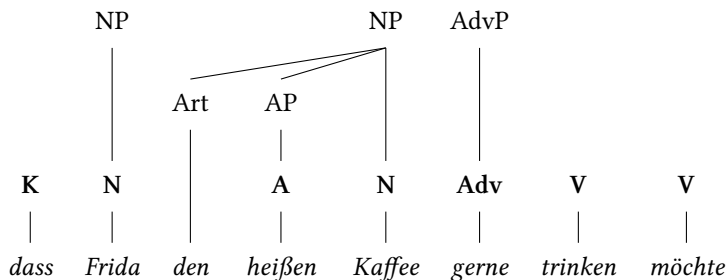 NP NP AdvP
Art AP
K N A N Adv V V
dass Frida den heißen Kaffee gerne trinken möchte